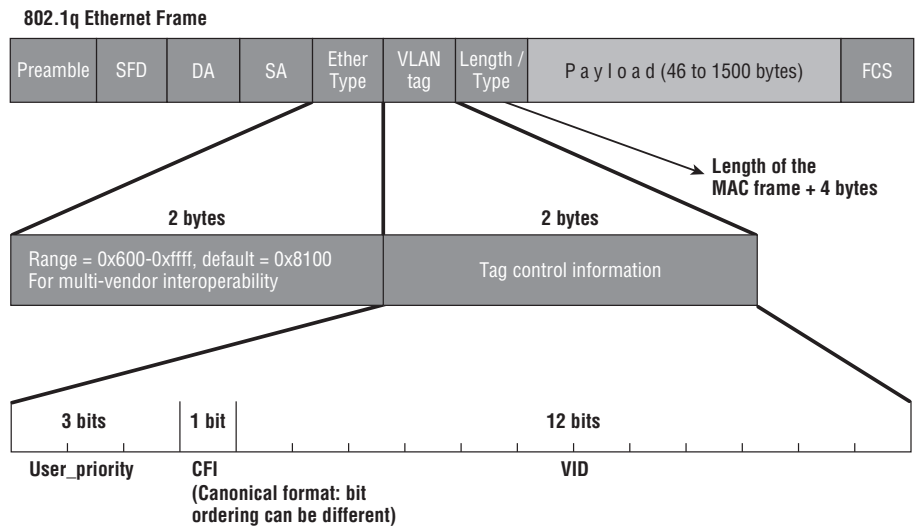 802.1q Ethernet Frame
Preamble
SFD
DA
SA
Ether
Type
VLAN
tag
Length /
Type
Payload (46 to 1500 bytes)
FCS
Length of the
MAC frame + 4 bytes
2 bytes
2 bytes
Range = 0x600-0xffff, default = 0x8100
For multi-vendor interoperability
Tag control information
3 bits
1 bit
12 bits
User_priority
CFI
(Canonical format: bit
ordering can be different)
VID